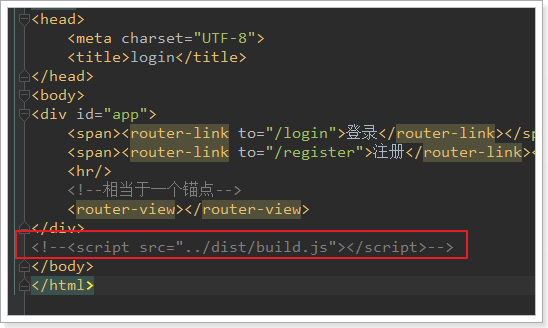 <head>
<meta charset="UTF-8">
<title>login</title>
</head>
<body>
<div id="app">
<span><router-link to="/login">登录</router-link></sp
<span><router-link to="/register">注册</router-link><
<hr/>
<!--相当于一个锚点-->
<router-view></router-view>
</div>
<!--<script src="../dist/build.js"></script>-->
</body>
</html>